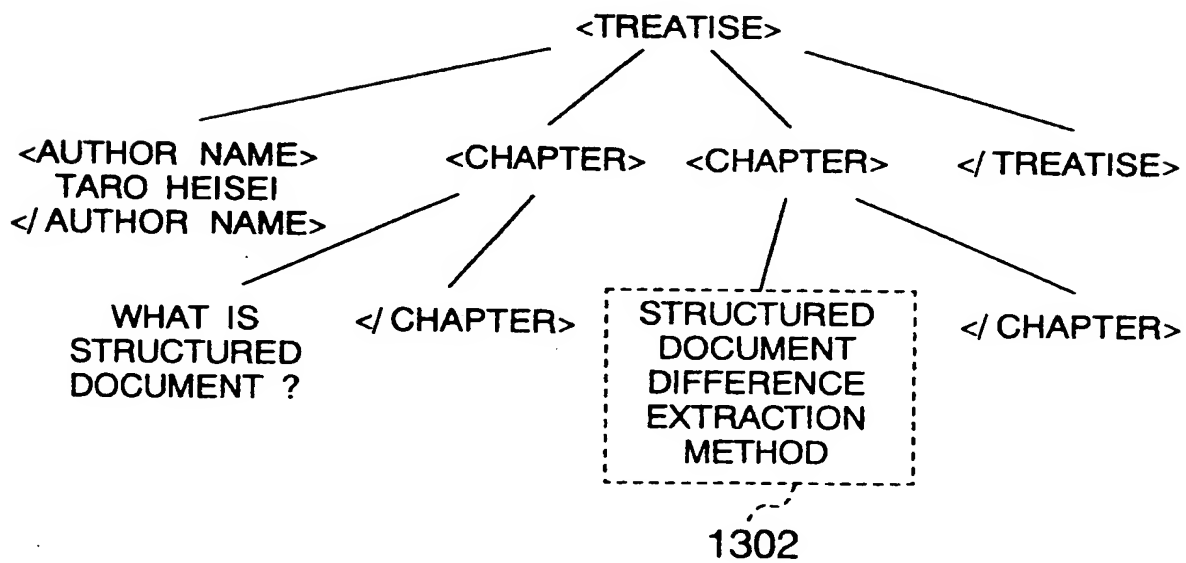 <TREATISE>
<AUTHOR NAME>
TARO HEISEI
</AUTHOR NAME>
<CHAPTER>
<CHAPTER>
</TREATISE>
WHAT IS
STRUCTURED
DOCUMENT ?
</CHAPTER>
STRUCTURED
DOCUMENT
DIFFERENCE
EXTRACTION
METHOD
</CHAPTER>
1302